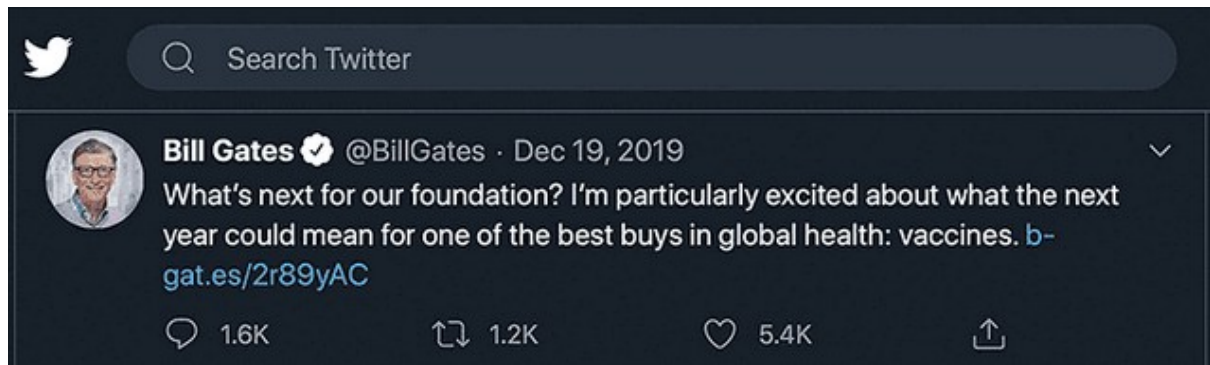 Search Twitter
Bill Gates @BillGates · Dec 19, 2019
What's next for our foundation? I'm particularly excited about what the next
year could mean for one of the best buys in global health: vaccines. b-
gat.es/2r89yAC
1.6K 1.2K 5.4K